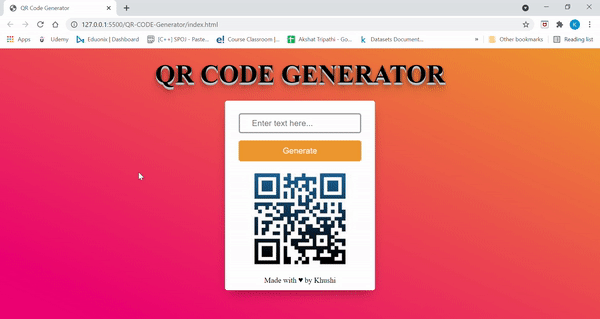 QR Code Generator
127.0.0.1:5500/QR-CODE-Generator/index.html
K
Apps
Udemy
Eduonix | Dashboard
(C++) SPOJ - Paste...
Course Classroom |...
Akshat Tripathi - Go...
Datasets Document...
»
Other bookmarks
Reading list
QR CODE GENERATOR
Enter text here...
Generate
Made with ♥ by Khushi